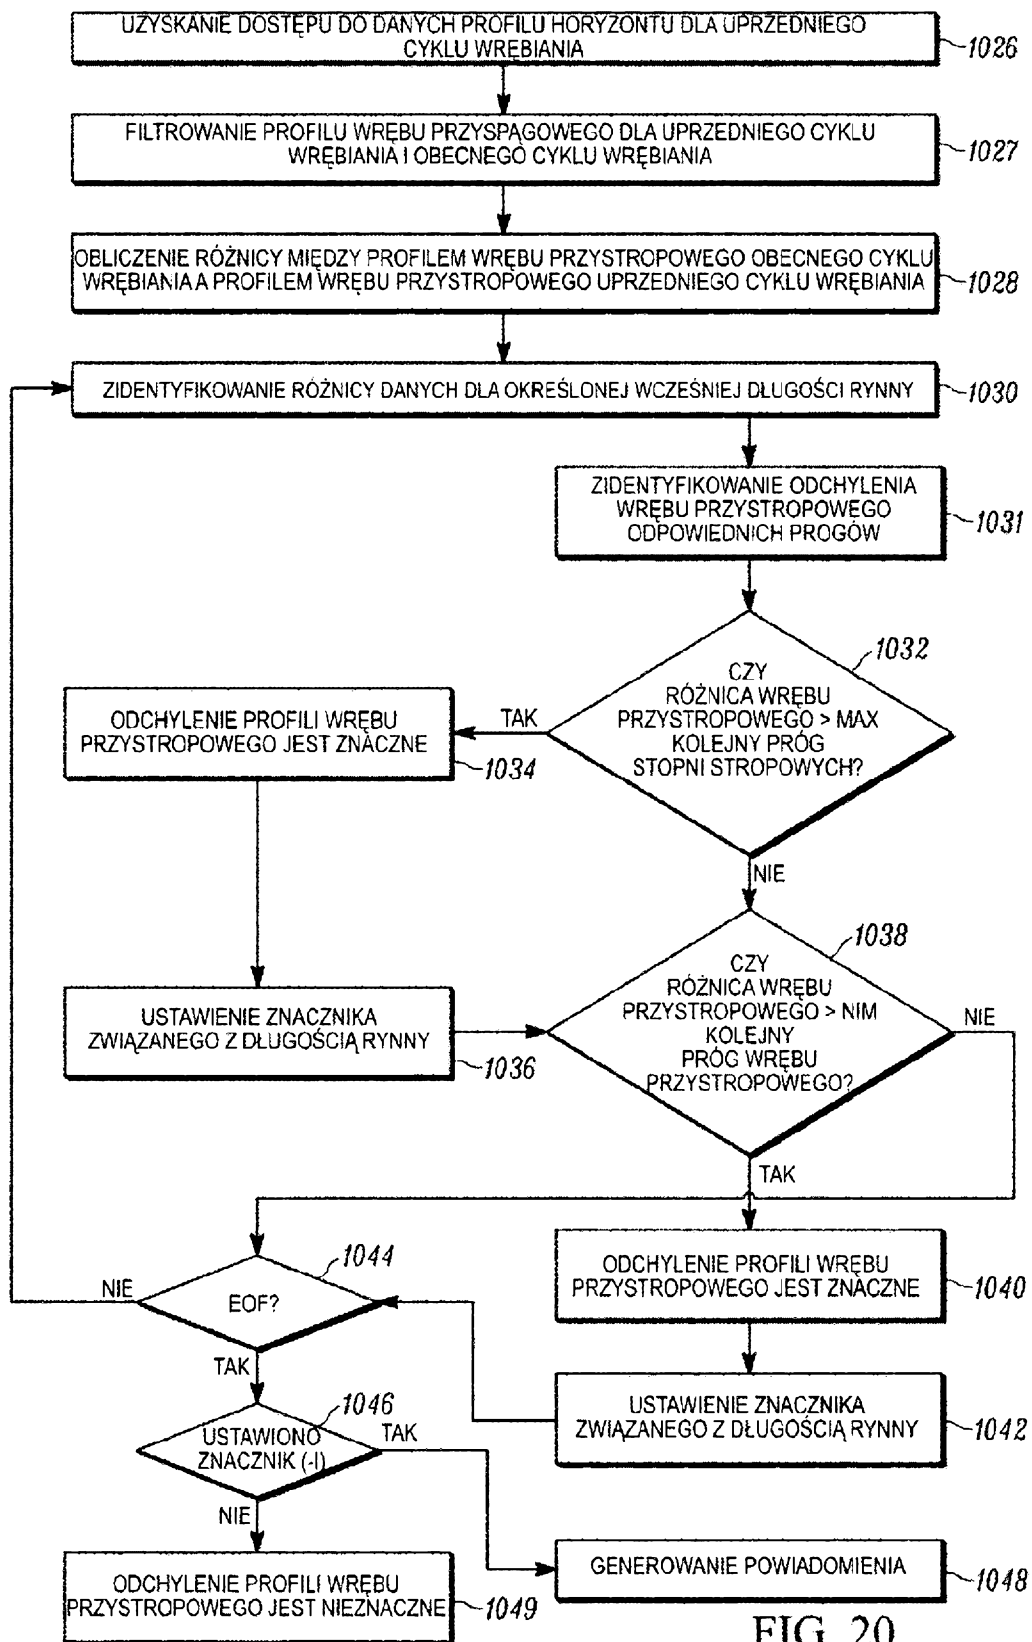 UZYSKANIE DOSTĘPU DO DANYCH PROFILU HORYZONTU DLA UPRZEDNIEGO
CYKLU WRĘBIANIA
1026
FILTROWANIE PROFILU WRĘBU PRZYSPĄGOWEGO DLA UPRZEDNIEGO CYKLU
WRĘBIANIA I OBECNEGO CYKLU WRĘBIANIA
1027
OBLICZENIE RÓŻNICY MIĘDZY PROFILEM WRĘBU PRZYSTROPOWEGO OBECNEGO CYKLU
WRĘBIANIA A PROFILEM WRĘBU PRZYSTROPOWEGO UPRZEDNIEGO CYKLU WRĘBIANIA
1028
ZIDENTYFIKOWANIE RÓŻNICY DANYCH DLA OKREŚLONEJ WCZEŚNIEJ DŁUGOŚCI RYNNY
1030
ZIDENTYFIKOWANIE ODCHYLENIA
WRĘBU PRZYSTROPOWEGO
ODPOWIEDNICH PROGÓW
1031
1032
CZY
RÓŻNICA WRĘBU
PRZYSTROPOWEGO > MAX
KOLEJNY PRÓG
STOPNI STROPOWYCH?
TAK
ODCHYLENIE PROFILI WRĘBU
PRZYSTROPOWEGO JEST ZNACZNE
1034
NIE
1038
CZY
RÓŻNICA WRĘBU
PRZYSTROPOWEGO > NIM
KOLEJNY
PRÓG WRĘBU
PRZYSTROPOWEGO?
NIE
USTAWIENIE ZNACZNIKA
ZWIĄZANEGO Z DŁUGOŚCIĄ RYNNY
1036
TAK
1044
NIE
EOF?
ODCHYLENIE PROFILI WRĘBU
PRZYSTROPOWEGO JEST ZNACZNE
1040
TAK
1046
USTAWIONO
ZNACZNIK (-I)
TAK
USTAWIENIE ZNACZNIKA
ZWIĄZANEGO Z DŁUGOŚCIĄ RYNNY
1042
NIE
ODCHYLENIE PROFILI WRĘBU
PRZYSTROPOWEGO JEST NIEZNACZNE
1049
GENEROWANIE POWIADOMIENIA
1048
FIG. 20